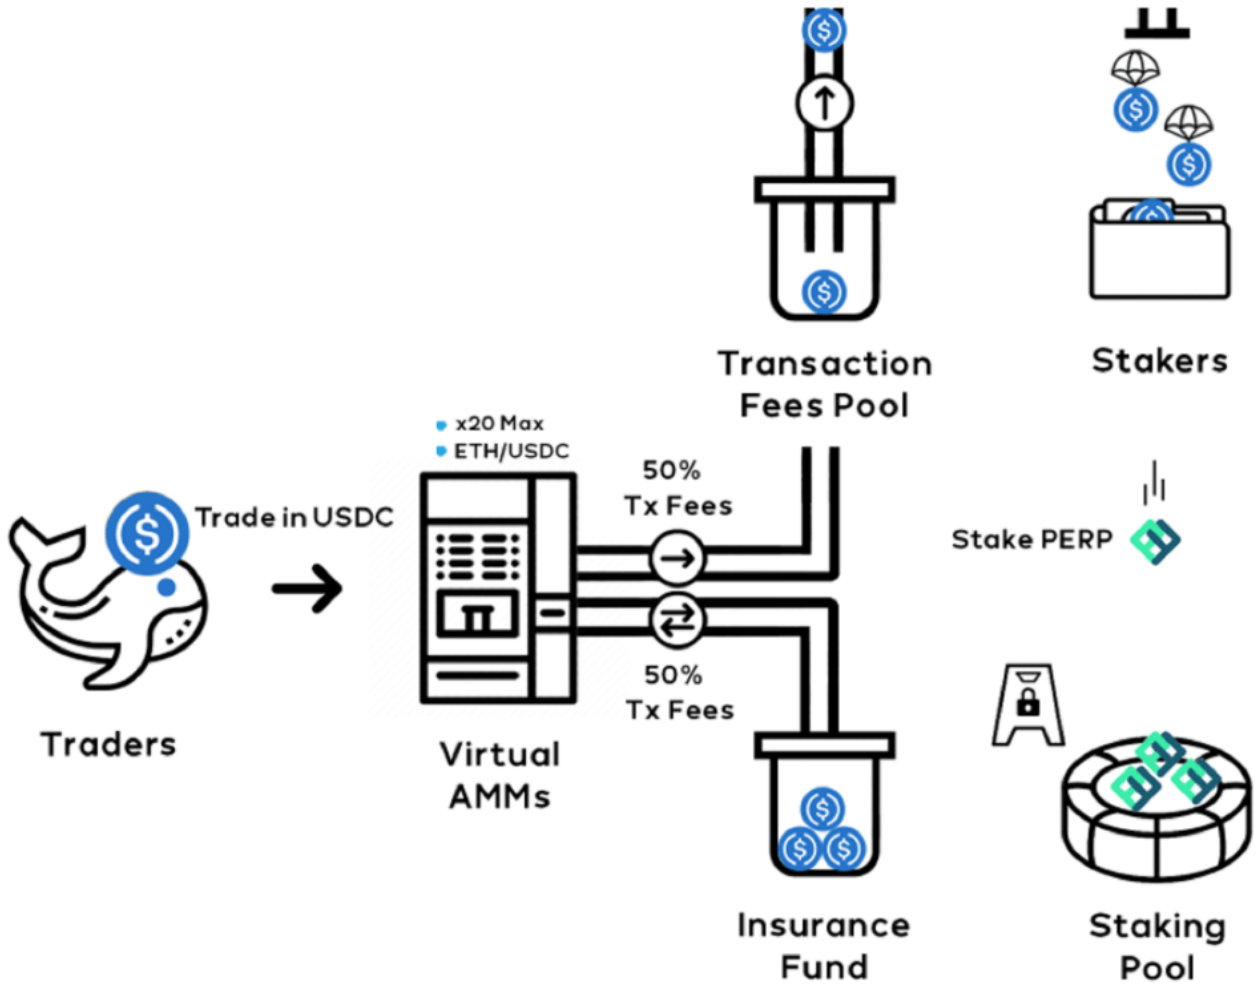 Transaction
Fees Pool
Stakers
x20 Max
ETH/USDC
50%
Tx Fees
Trade in USDC
Stake PERP
50%
Tx Fees
Traders
Virtual
AMMs
Insurance
Fund
Staking
Pool